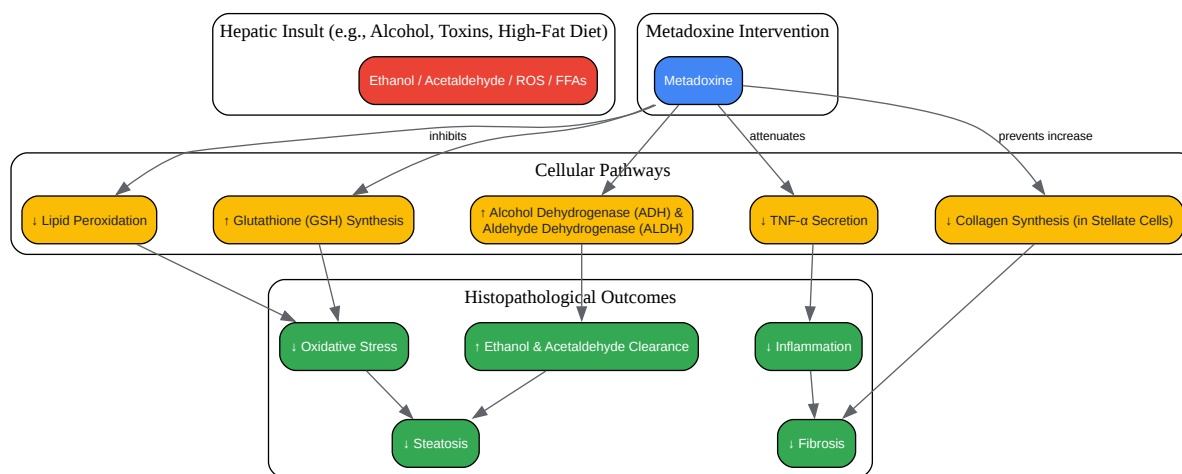 Hepatic Insult (e.g., Alcohol, Toxins, High-Fat Diet)
Metadoxine Intervention
Ethanol / Acetaldehyde / ROS / FFAs
Metadoxine
inhibits
attenuates
prevents increase
Cellular Pathways
↓ Lipid Peroxidation
↑ Glutathione (GSH) Synthesis
↑ Alcohol Dehydrogenase (ADH) &
Aldehyde Dehydrogenase (ALDH)
↓ TNF-α Secretion
↓ Collagen Synthesis (in Stellate Cells)
Histopathological Outcomes
↓ Oxidative Stress
↑ Ethanol & Acetaldehyde Clearance
↓ Inflammation
↓ Steatosis
↓ Fibrosis